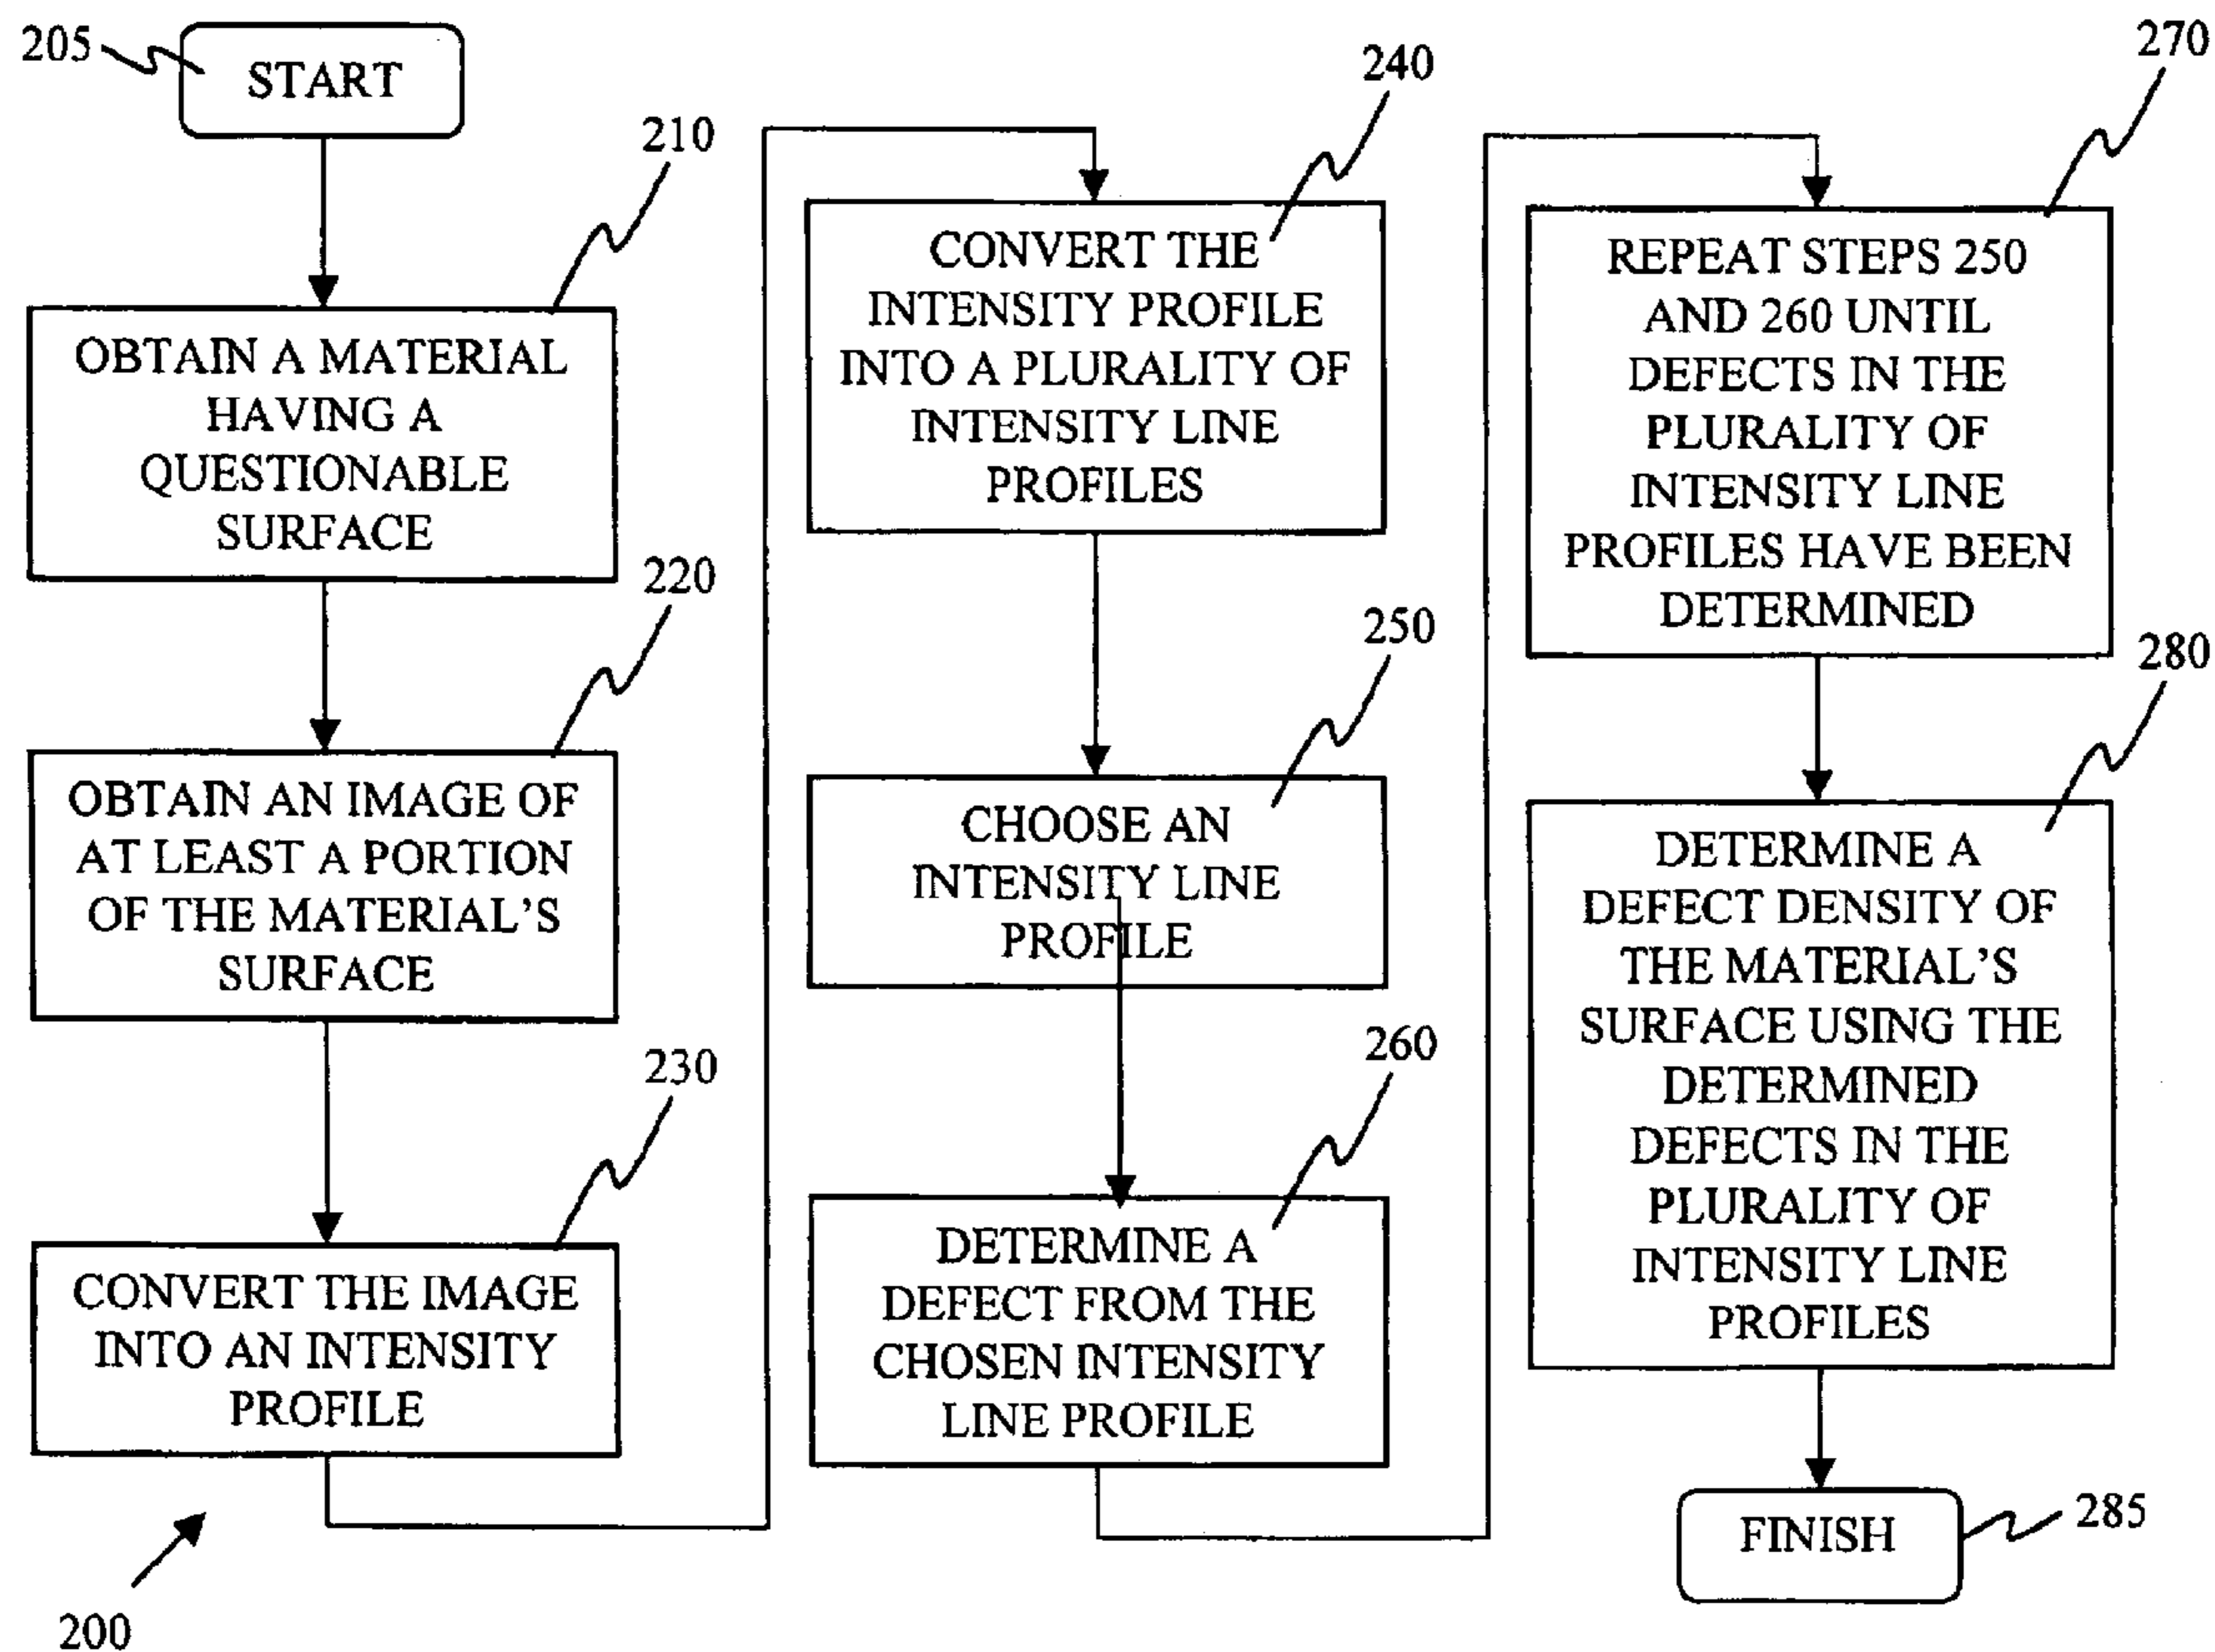 205
START
210
OBTAIN A MATERIAL
HAVING A
QUESTIONABLE
SURFACE
220
OBTAIN AN IMAGE OF
AT LEAST A PORTION
OF THE MATERIAL'S
SURFACE
230
CONVERT THE IMAGE
INTO AN INTENSITY
PROFILE
200
240
CONVERT THE
INTENSITY PROFILE
INTO A PLURALITY OF
INTENSITY LINE
PROFILES
250
CHOOSE AN
INTENSITY LINE
PROFILE
260
DETERMINE A
DEFECT FROM THE
CHOSEN INTENSITY
LINE PROFILE
270
REPEAT STEPS 250
AND 260 UNTIL
DEFECTS IN THE
PLURALITY OF
INTENSITY LINE
PROFILES HAVE BEEN
DETERMINED
280
DETERMINE A
DEFECT DENSITY OF
THE MATERIAL'S
SURFACE USING THE
DETERMINED
DEFECTS IN THE
PLURALITY OF
INTENSITY LINE
PROFILES
FINISH
285